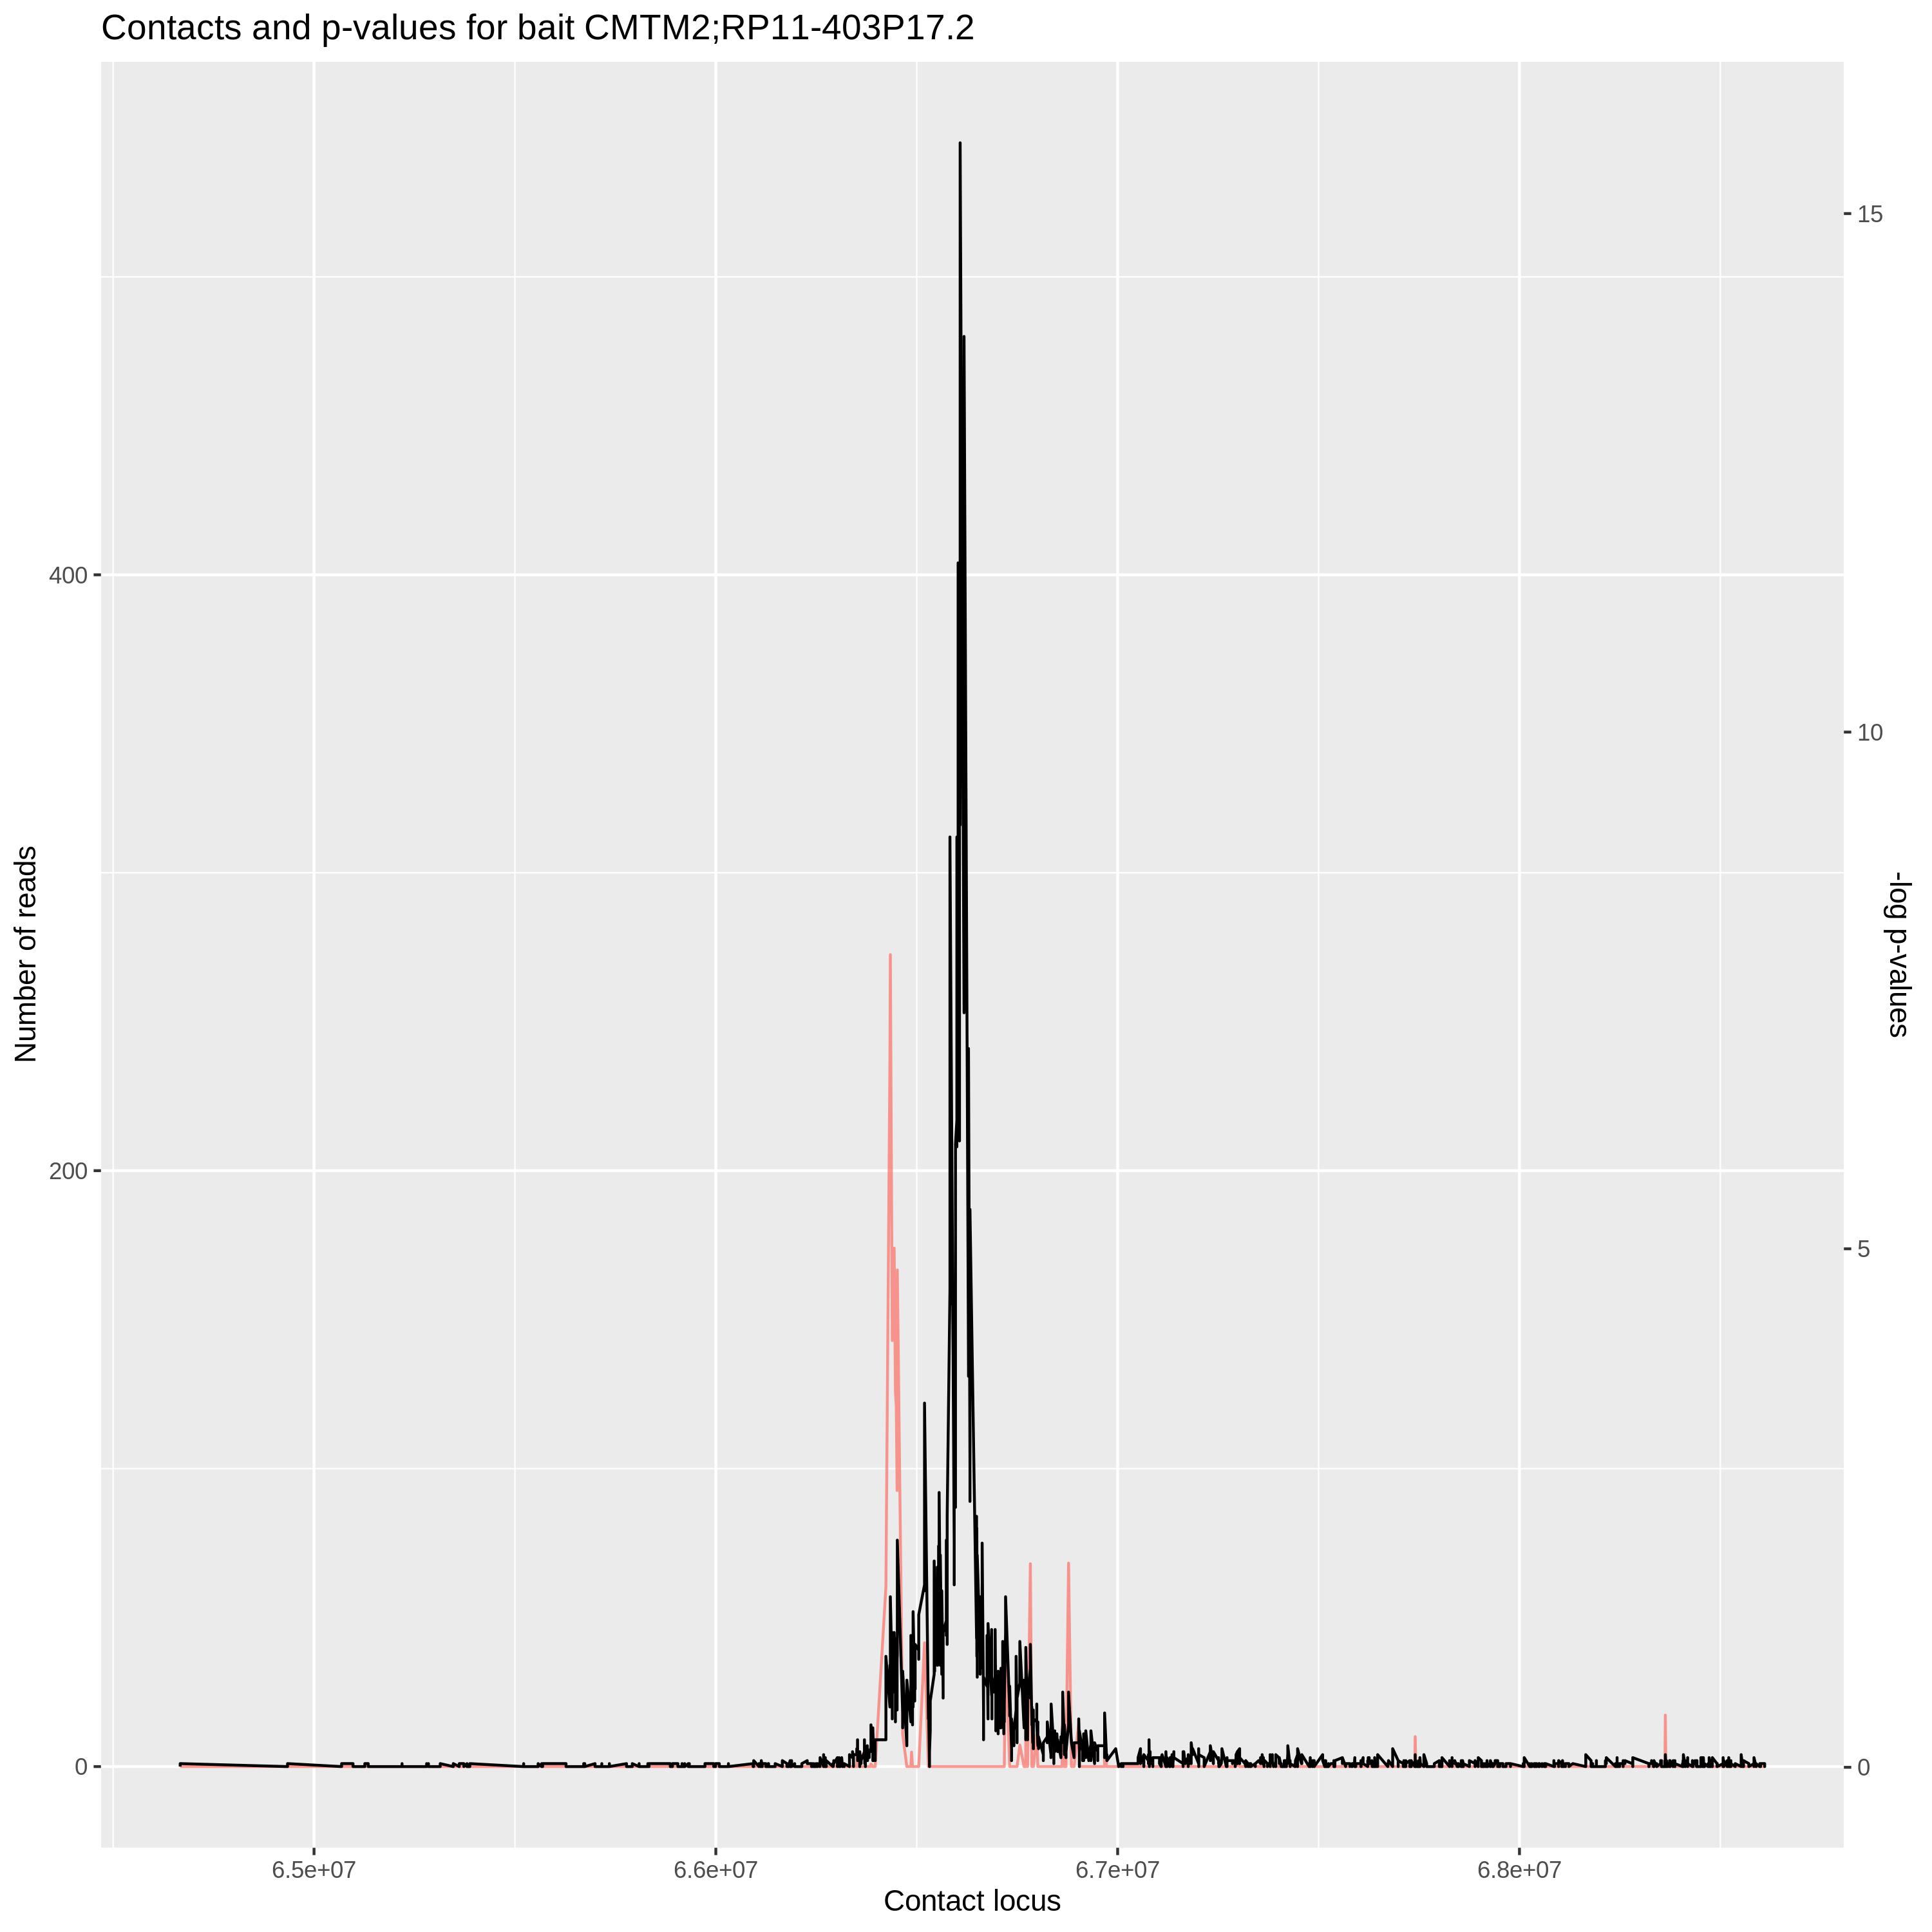 Contacts and p-values for bait CMTM2;RP11-403P17.2
Number of reads
400
200
0
15
10
5
0
-log p-values
6.5e+07 6.6e+07 6.7e+07 6.8e+07
Contact locus